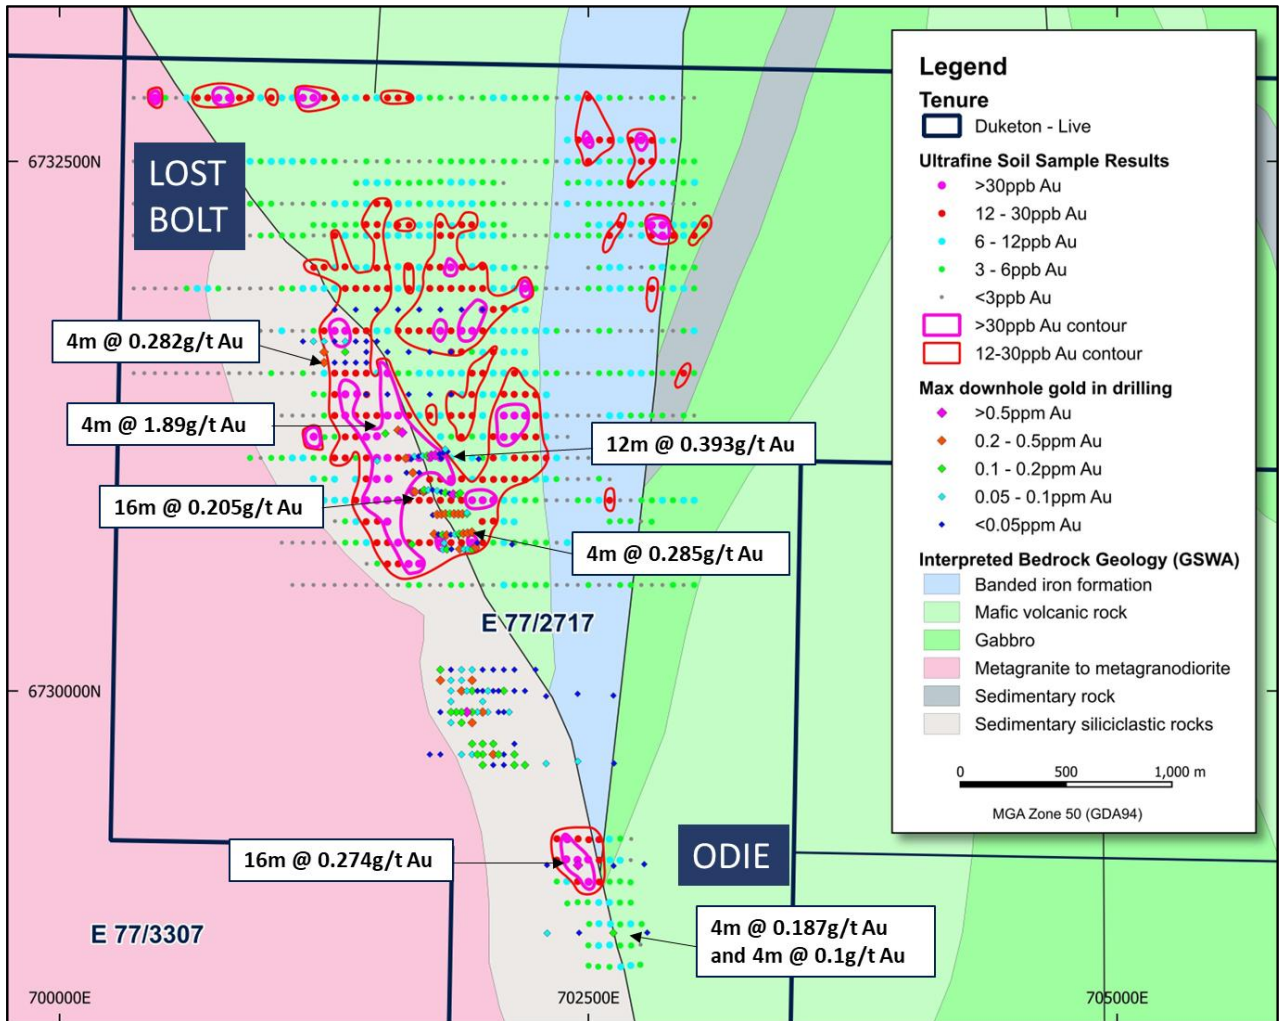 LOST
BOLT
6732500N
4m @ 0.282g/t Au
4m @ 1.89g/t Au
12m @ 0.393g/t Au
16m @ 0.205g/t Au
4m @ 0.285g/t Au
E 77/2717
6730000N
16m @ 0.274g/t Au
ODIE
E 77/3307
4m @ 0.187g/t Au
and 4m @ 0.1g/t Au
700000E
702500E
705000E
Legend
Tenure
Duketon - Live
Ultrafine Soil Sample Results
>30ppb Au
12 - 30ppb Au
6 - 12ppb Au
3 - 6ppb Au
<3ppb Au
>30ppb Au contour
12-30ppb Au contour
Max downhole gold in drilling
>0.5ppm Au
0.2 - 0.5ppm Au
0.1 - 0.2ppm Au
0.05 - 0.1ppm Au
<0.05ppm Au
Interpreted Bedrock Geology (GSWA)
Banded iron formation
Mafic volcanic rock
Gabbro
Metagranite to metagranodiorite
Sedimentary rock
Sedimentary siliciclastic rocks
0 500 1,000 m
MGA Zone 50 (GDA94)